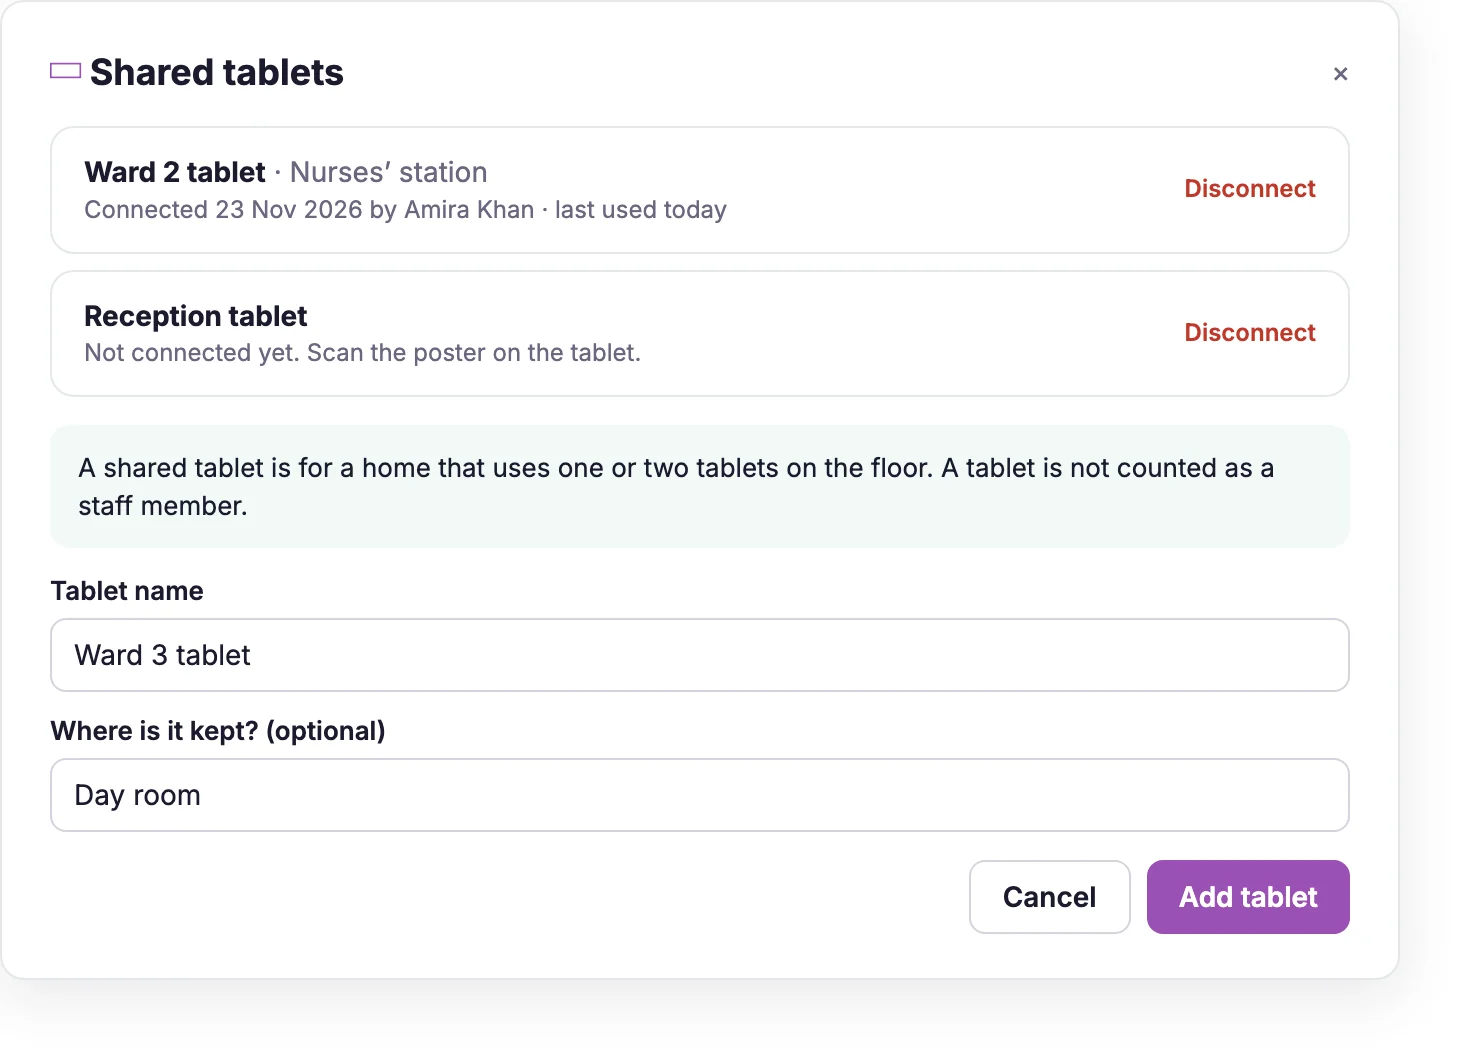 Shared tablets
×
Ward 2 tablet · Nurses’ station
Connected 23 Nov 2026 by Amira Khan · last used today
Disconnect
Reception tablet
Not connected yet. Scan the poster on the tablet.
Disconnect
A shared tablet is for a home that uses one or two tablets on the floor. A tablet is not counted as a
staff member.
Tablet name
Ward 3 tablet
Where is it kept? (optional)
Day room
Cancel
Add tablet